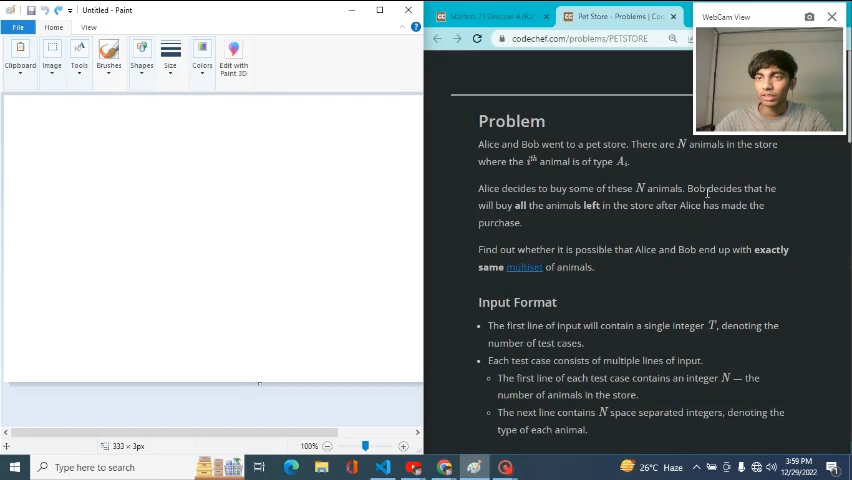 Untitled - Paint
File
Home
View
Clipboard
Image
Tools
Brushes
Shapes
Size
Colors
Edit with
Paint 3D
333 × 3px
100%
Starters 71 Division 4 (Rat
Pet Store - Problems | Cod
codechef.com/problems/PETSTORE
WebCam View
Problem
Alice and Bob went to a pet store. There are N animals in the store
where the ith animal is of type Ai.
Alice decides to buy some of these N animals. Bob decides that he
will buy all the animals left in the store after Alice has made the
purchase.
Find out whether it is possible that Alice and Bob end up with exactly
same multiset of animals.
Input Format
The first line of input will contain a single integer T, denoting the
number of test cases.
Each test case consists of multiple lines of input.
The first line of each test case contains an integer N — the
number of animals in the store.
The next line contains N space separated integers, denoting the
type of each animal.
Type here to search
26°C Haze
3:59 PM
12/29/2022